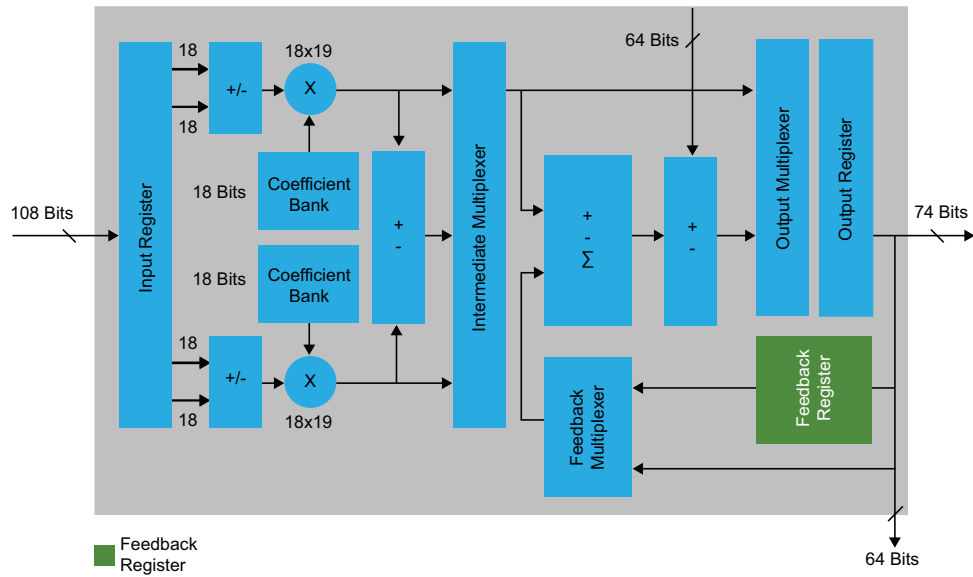 64 Bits
18
18x19
+/-
X
18
Coefficient
Bank
18 Bits
108 Bits
Input Register
+
-
Intermediate Multiplexer
+
-
Σ
+
-
Output Multiplexer
Output Register
74 Bits
18 Bits
Coefficient
Bank
18
+/-
X
18
18x19
Feedback
Multiplexer
Feedback
Register
Feedback
Register
64 Bits